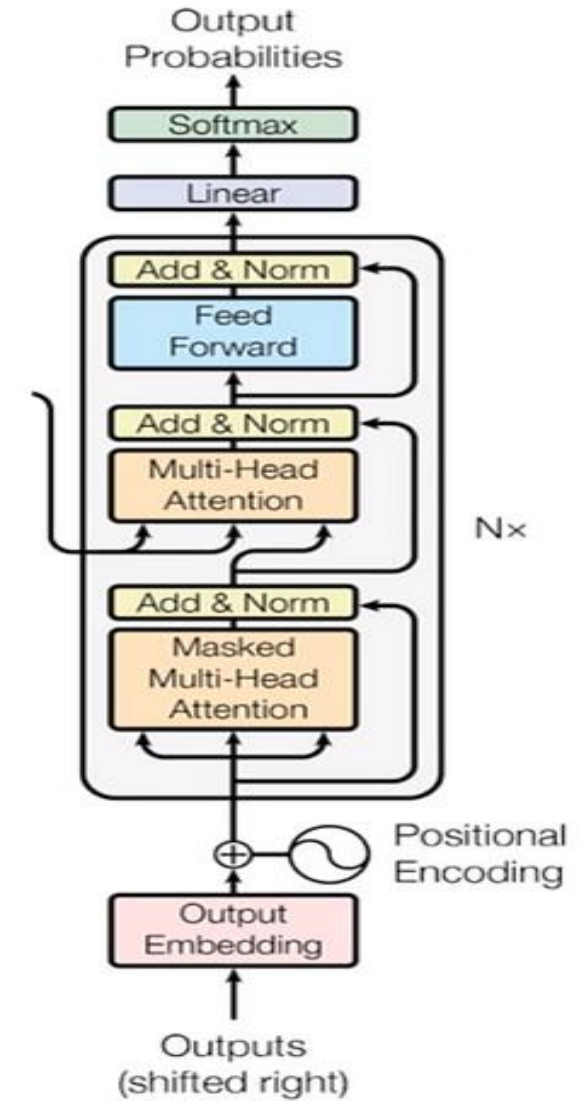 Output
Probabilities
Softmax
Linear
Add & Norm
Feed
Forward
Add & Norm
Multi-Head
Attention
N×
Add & Norm
Masked
Multi-Head
Attention
Positional
Encoding
Output
Embedding
Outputs
(shifted right)